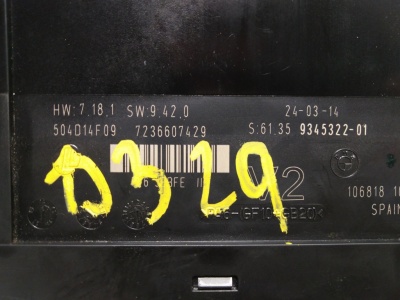 HW:7.18.1 SW:9.42.0 24-03-14
504D14F09 7236607429 S:61.35 9345322-01
D329
V2
106818
SPAIN